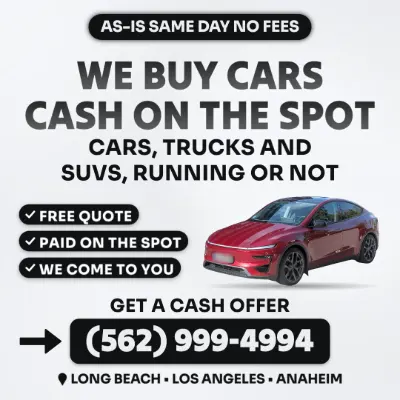 AS-IS SAME DAY NO FEES
WE BUY CARS
CASH ON THE SPOT
CARS, TRUCKS AND
SUVS, RUNNING OR NOT
FREE QUOTE
PAID ON THE SPOT
WE COME TO YOU
GET A CASH OFFER
(562) 999-4994
LONG BEACH • LOS ANGELES • ANAHEIM